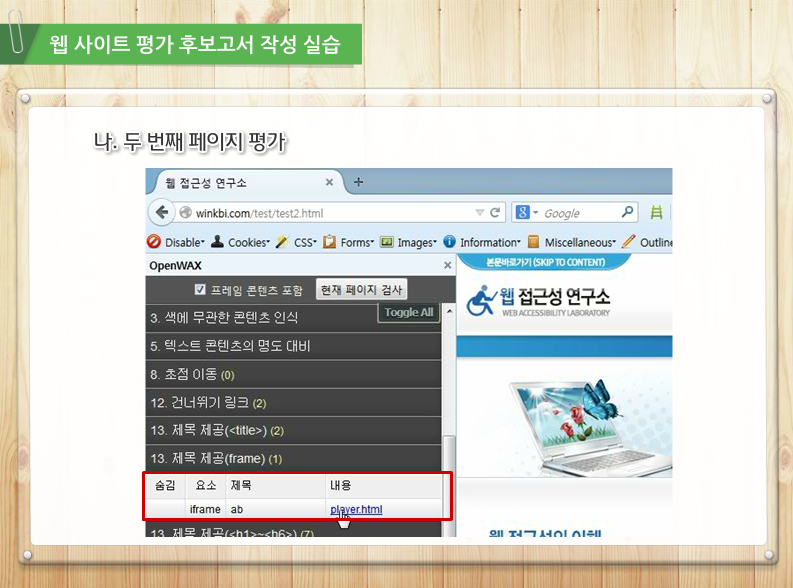 웹 사이트 평가 후보고서 작성 실습
나. 두 번째 페이지 평가
웹 접근성 연구소
winkbi.com/test/test2.html
Google
Disable Cookies CSS Forms Images Information Miscellaneous Outline
OpenWAX
프레임 콘텐츠 포함 현재 페이지 검사
Toggle All
3. 색에 무관한 콘텐츠 인식
5. 텍스트 콘텐츠의 명도 대비
8. 초점 이동 (0)
12. 건너뛰기 링크 (2)
13. 제목 제공(<title>) (2)
13. 제목 제공(frame) (1)
숨김 요소 제목 내용
iframe ab player.html
13. 제목 제공(<h1>~<h6>) (7)
본문바로가기 (SKIP TO CONTENT)
웹 접근성 연구소
WEB ACCESSIBILITY LABORATORY
웹 접근성의 이해